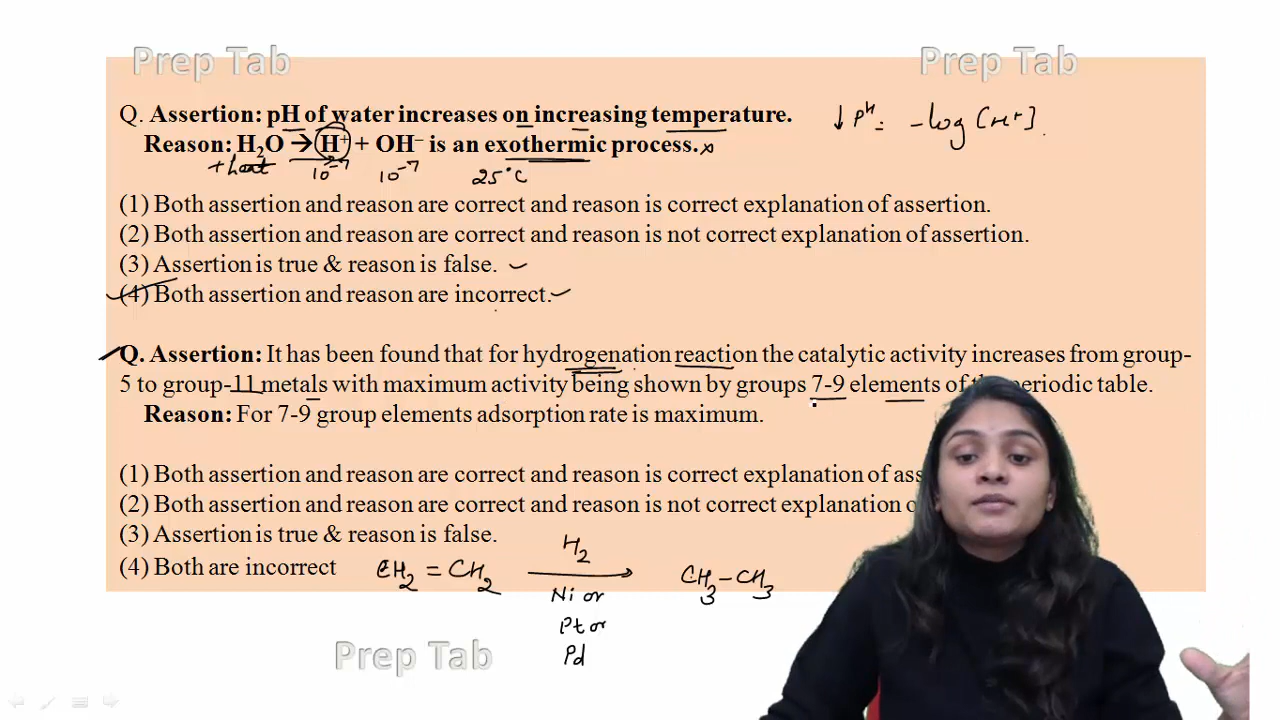 Prep Tab Prep Tab
Q. Assertion: pH of water increases on increasing temperature. ↓ pH = -log [H+].
Reason: H₂O → H⁺ + OH⁻ is an exothermic process. x
+heat 10⁻⁷ 10⁻⁷ 25°C
(1) Both assertion and reason are correct and reason is correct explanation of assertion.
(2) Both assertion and reason are correct and reason is not correct explanation of assertion.
(3) Assertion is true & reason is false.
(4) Both assertion and reason are incorrect.
Q. Assertion: It has been found that for hydrogenation reaction the catalytic activity increases from group-
5 to group-11 metals with maximum activity being shown by groups 7-9 elements of periodic table.
Reason: For 7-9 group elements adsorption rate is maximum.
(1) Both assertion and reason are correct and reason is correct explanation of
(2) Both assertion and reason are correct and reason is not correct explanation
(3) Assertion is true & reason is false.
H₂
(4) Both are incorrect CH₂ = CH₂ → CH₃-CH₃
Ni or
Pt or
Prep Tab Pd